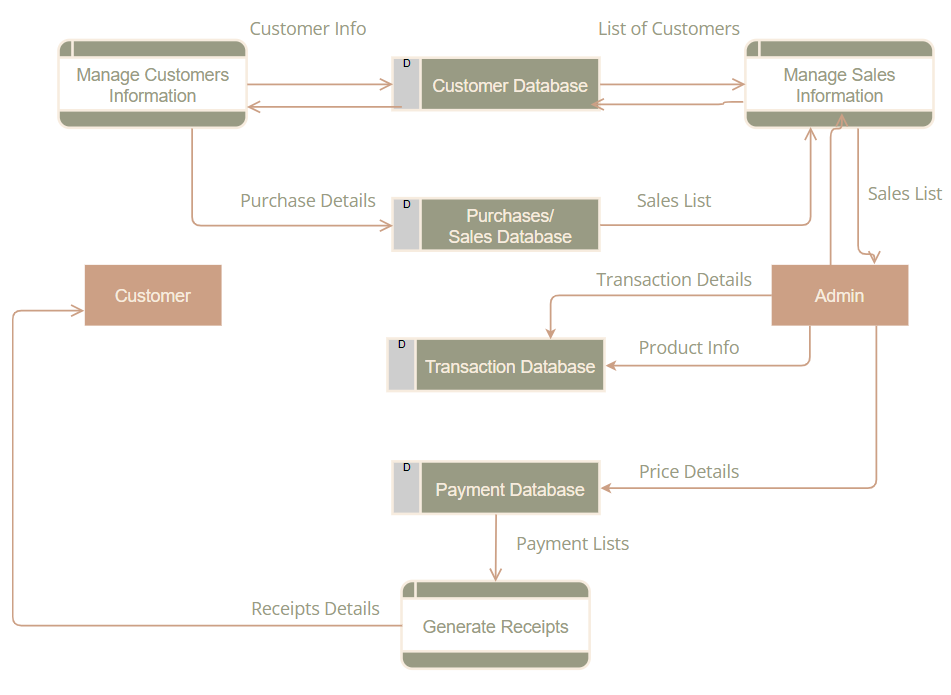 Customer Info
List of Customers
Manage Customers
Information
D
Customer Database
Manage Sales
Information
Purchase Details
D
Purchases/
Sales Database
Sales List
Sales List
Customer
Transaction Details
Admin
D
Transaction Database
Product Info
D
Payment Database
Price Details
Payment Lists
Receipts Details
Generate Receipts